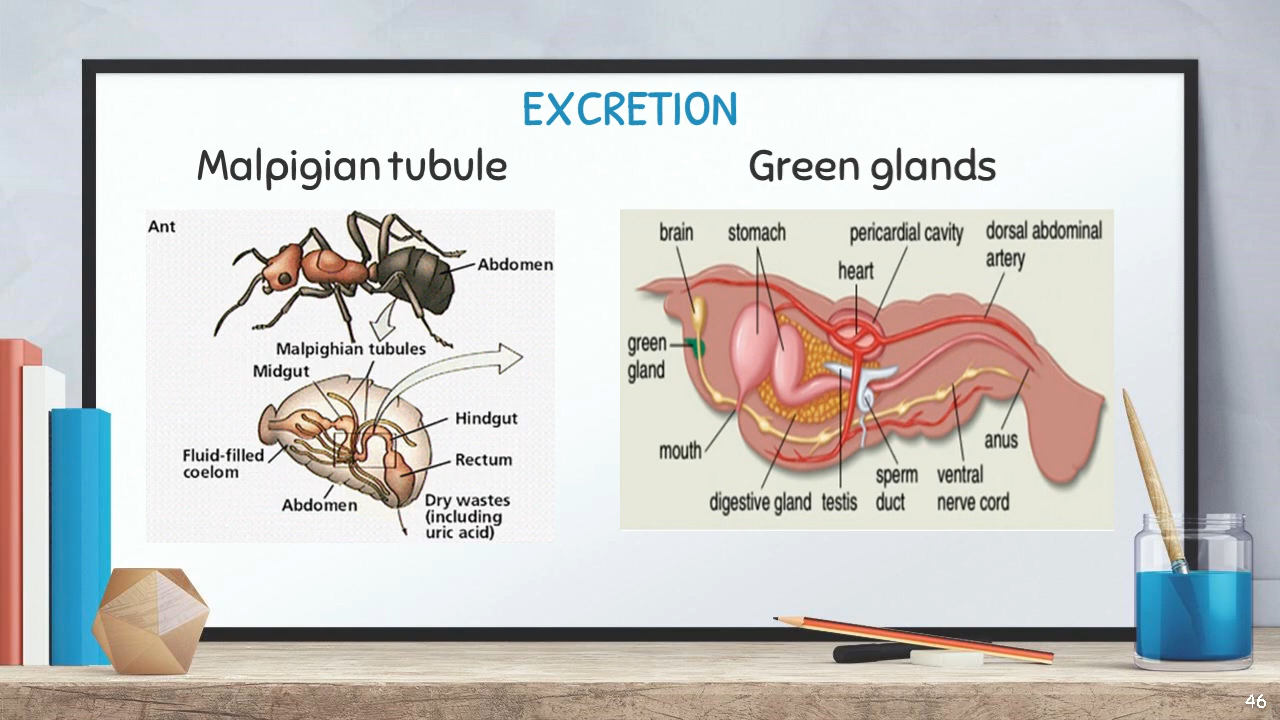 EXCRETION
Malpigian tubule
Green glands
Ant
Abdomen
Malpighian tubules
Midgut
Hindgut
Fluid-filled
coelom
Rectum
Abdomen
Dry wastes
(including
uric acid)
brain
stomach
pericardial cavity
dorsal abdominal
artery
heart
green
gland
mouth
digestive gland
testis
sperm
duct
ventral
nerve cord
anus
46